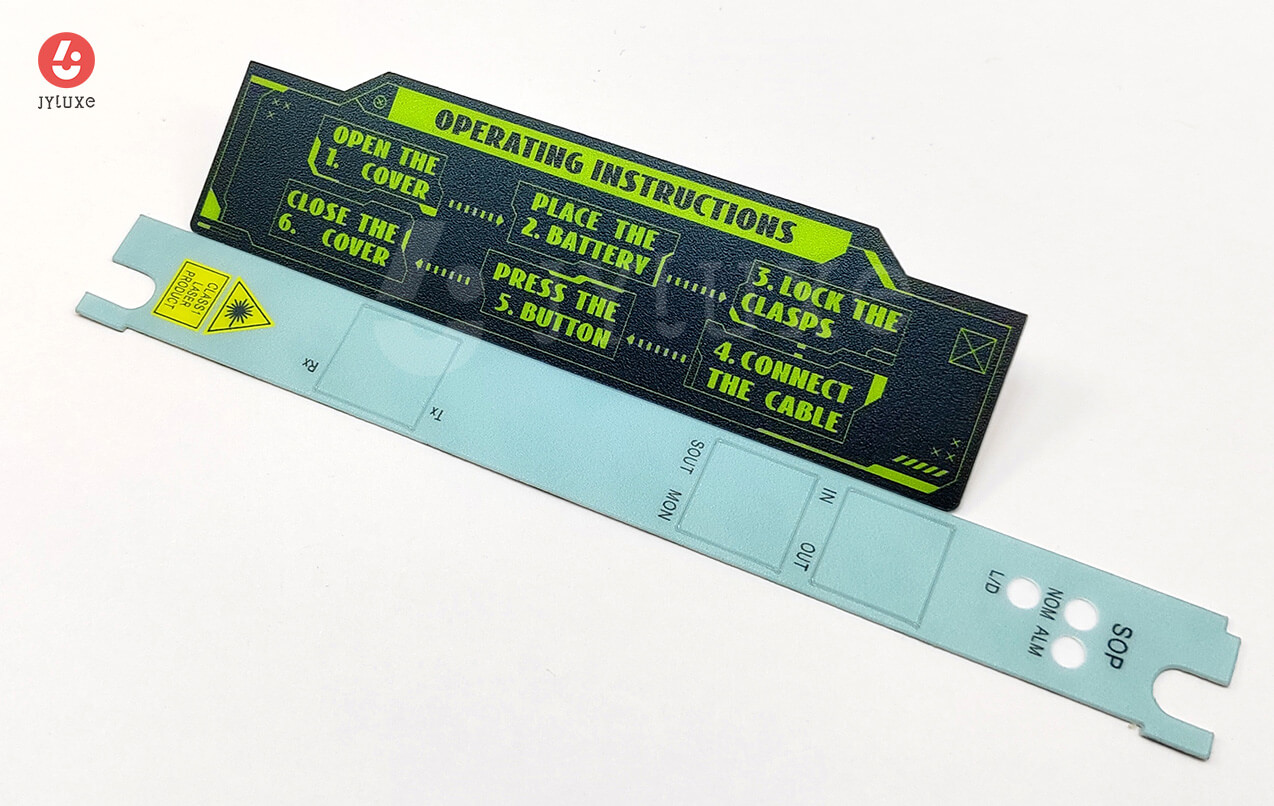 JYLUXE
OPERATING INSTRUCTIONS
OPEN THE
1. COVER
PLACE THE
2. BATTERY
3. LOCK THE
CLASPS
4. CONNECT
THE CABLE
PRESS THE
5. BUTTON
CLOSE THE
6. COVER
JYLUXE
CLASS1
LASER
PRODUCT
Rx
Tx
SOUT
MON
IN
OUT
L/D
NOM
ALM
SOP